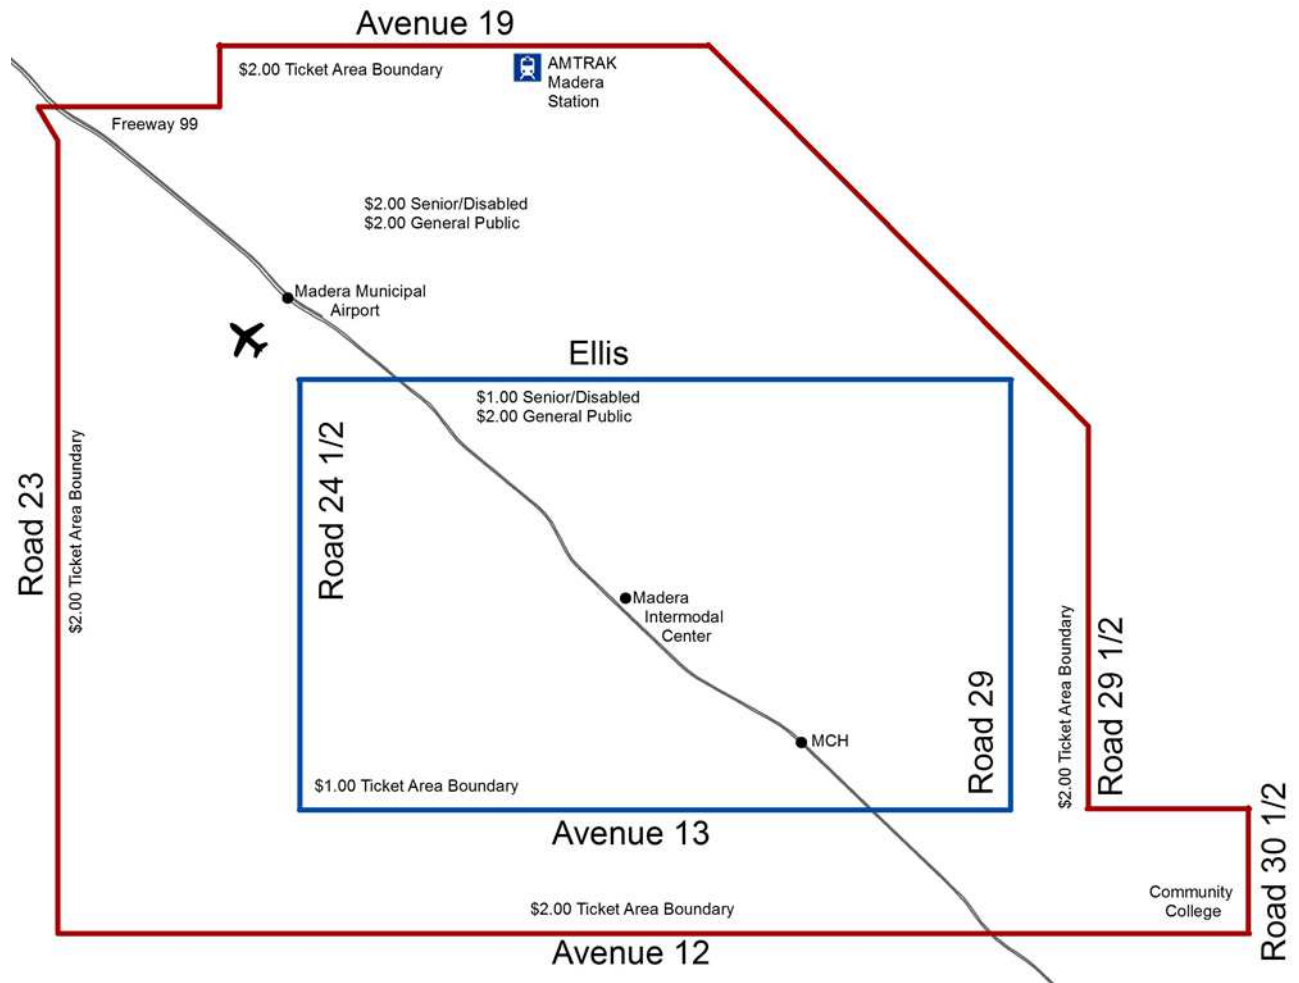 Avenue 19
$2.00 Ticket Area Boundary
AMTRAK
Madera
Station
Freeway 99
$2.00 Senior/Disabled
$2.00 General Public
Madera Municipal
Airport
Ellis
$1.00 Senior/Disabled
$2.00 General Public
Road 23
$2.00 Ticket Area Boundary
Road 24 1/2
Madera
Intermodal
Center
MCH
Road 29
$2.00 Ticket Area Boundary
Road 29 1/2
$1.00 Ticket Area Boundary
Avenue 13
Community
College
Road 30 1/2
$2.00 Ticket Area Boundary
Avenue 12